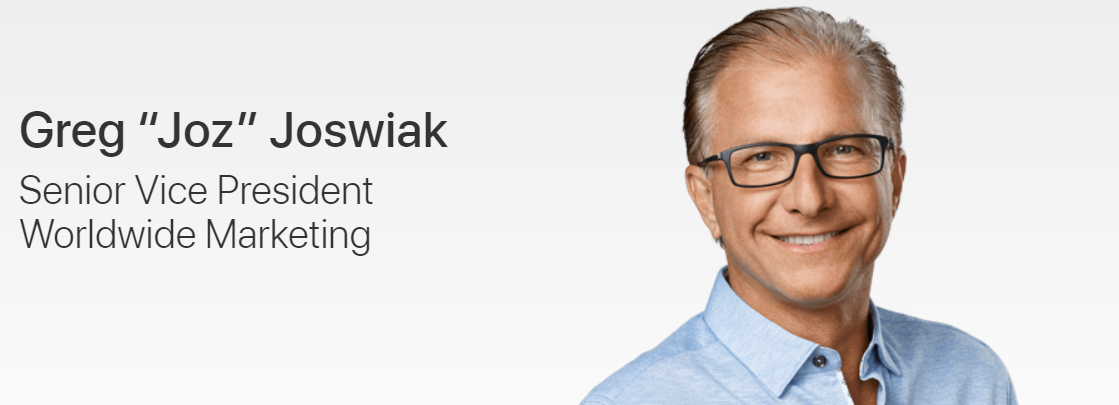 Greg “Joz” Joswiak
Senior Vice President
Worldwide Marketing